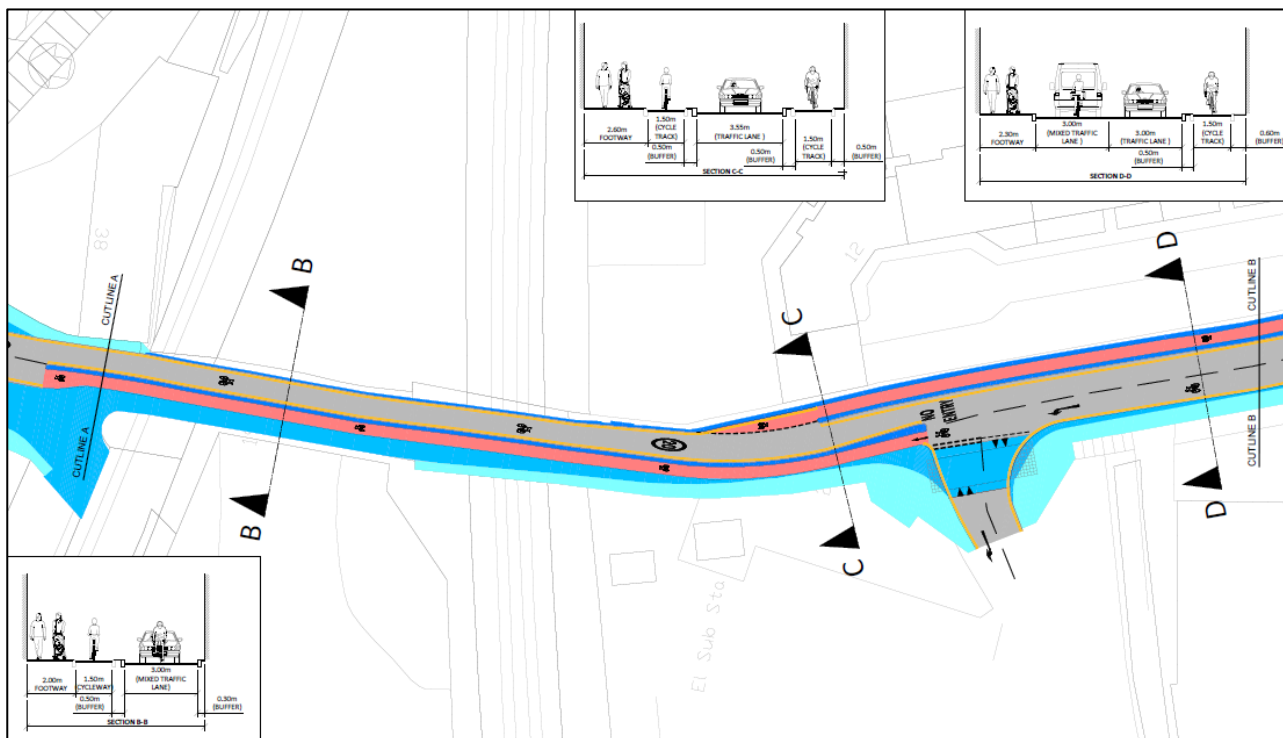 2.60m
FOOTWAY
1.50m
(CYCLE
TRACK)
0.50m
(BUFFER)
3.55m
(TRAFFIC LANE )
0.50m
(BUFFER)
1.50m
(CYCLE
TRACK)
0.50m
(BUFFER)
SECTION C-C
2.30m
FOOTWAY
3.00m
(MIXED TRAFFIC
LANE )
3.00m
(TRAFFIC LANE )
0.50m
(BUFFER)
1.50m
(CYCLE
TRACK)
0.60m
(BUFFER)
SECTION D-D
38
12
CUTLINE A
CUTLINE A
B
B
C
C
D
D
CUTLINE B
CUTLINE B
NO
ENTRY
El Sub Sta
2.00m
FOOTWAY
1.50m
(CYCLEWAY)
0.50m
(BUFFER)
3.00m
(MIXED TRAFFIC
LANE )
0.30m
(BUFFER)
SECTION B-B